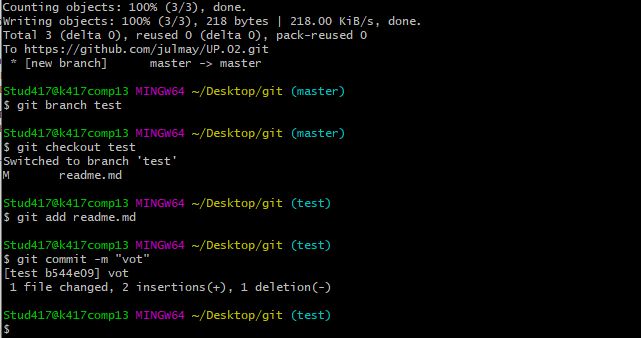 Counting objects: 100% (3/3), done.
Writing objects: 100% (3/3), 218 bytes | 218.00 KiB/s, done.
Total 3 (delta 0), reused 0 (delta 0), pack-reused 0
To https://github.com/julmay/UP.02.git
 * [new branch]      master -> master
Stud417@k417comp13 MINGW64 ~/Desktop/git (master)
$ git branch test
Stud417@k417comp13 MINGW64 ~/Desktop/git (master)
$ git checkout test
Switched to branch 'test'
M       readme.md
Stud417@k417comp13 MINGW64 ~/Desktop/git (test)
$ git add readme.md
Stud417@k417comp13 MINGW64 ~/Desktop/git (test)
$ git commit -m "vot"
[test b544e09] vot
 1 file changed, 2 insertions(+), 1 deletion(-)
Stud417@k417comp13 MINGW64 ~/Desktop/git (test)
$